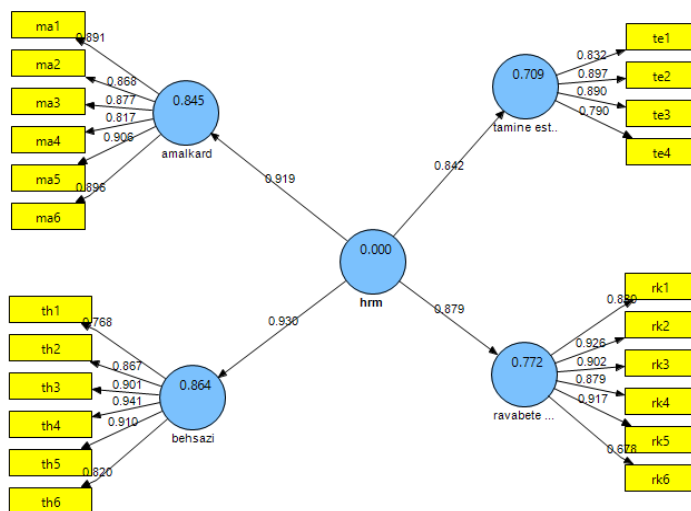 ma1
ma2
ma3
ma4
ma5
ma6
0.891
0.868
0.877
0.817
0.906
0.845
amalkard
te1
te2
te3
te4
0.832
0.897
0.890
0.790
0.709
tamine est..
0.919
0.842
0.000
hrm
0.930
0.879
th1
th2
th3
th4
th5
th6
0.768
0.867
0.901
0.941
0.910
0.820
0.864
behsazi
rk1
rk2
rk3
rk4
rk5
rk6
0.926
0.902
0.879
0.917
0.678
0.772
ravabete ...